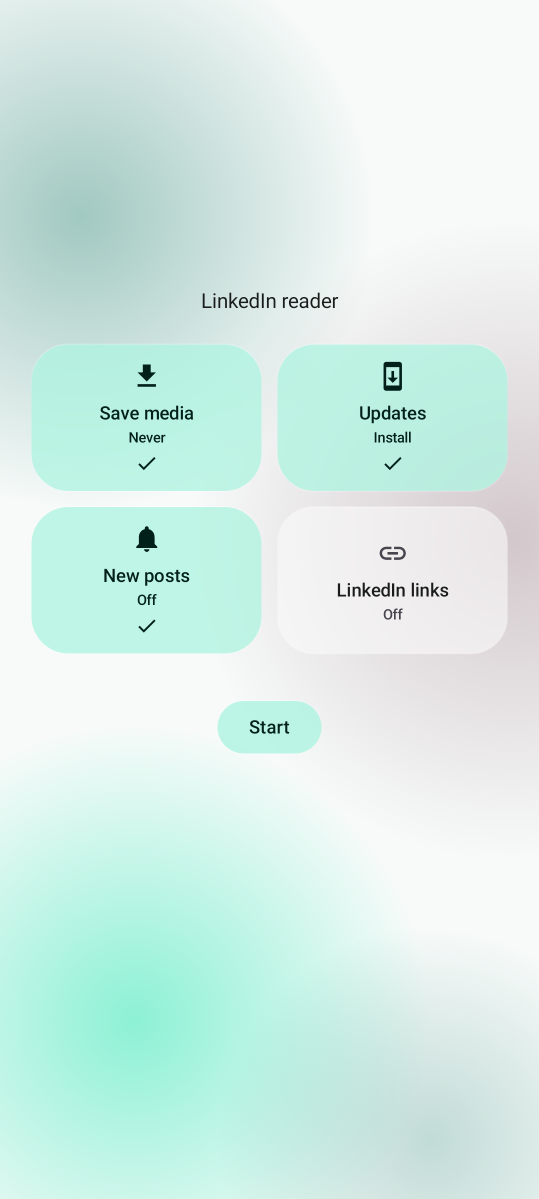 LinkedIn reader
Save media
Never
Updates
Install
New posts
Off
LinkedIn links
Off
Start